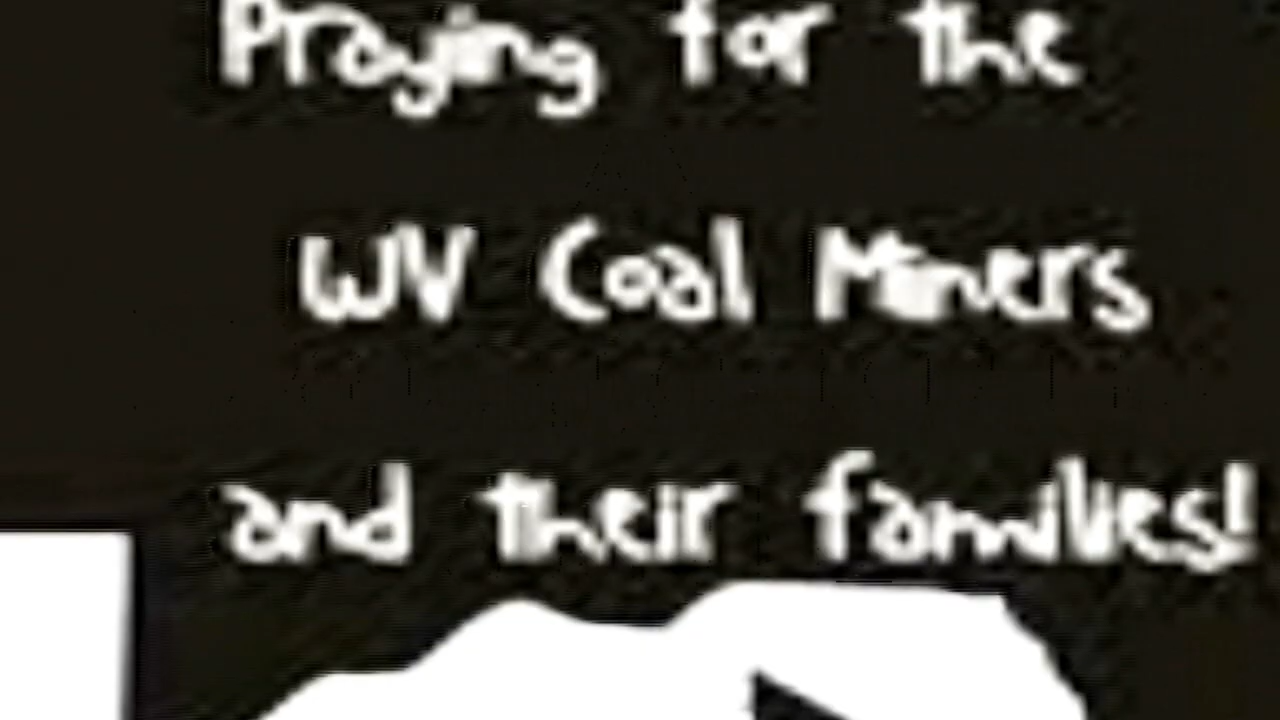 Praying for the
WV Coal Miners
and their families!